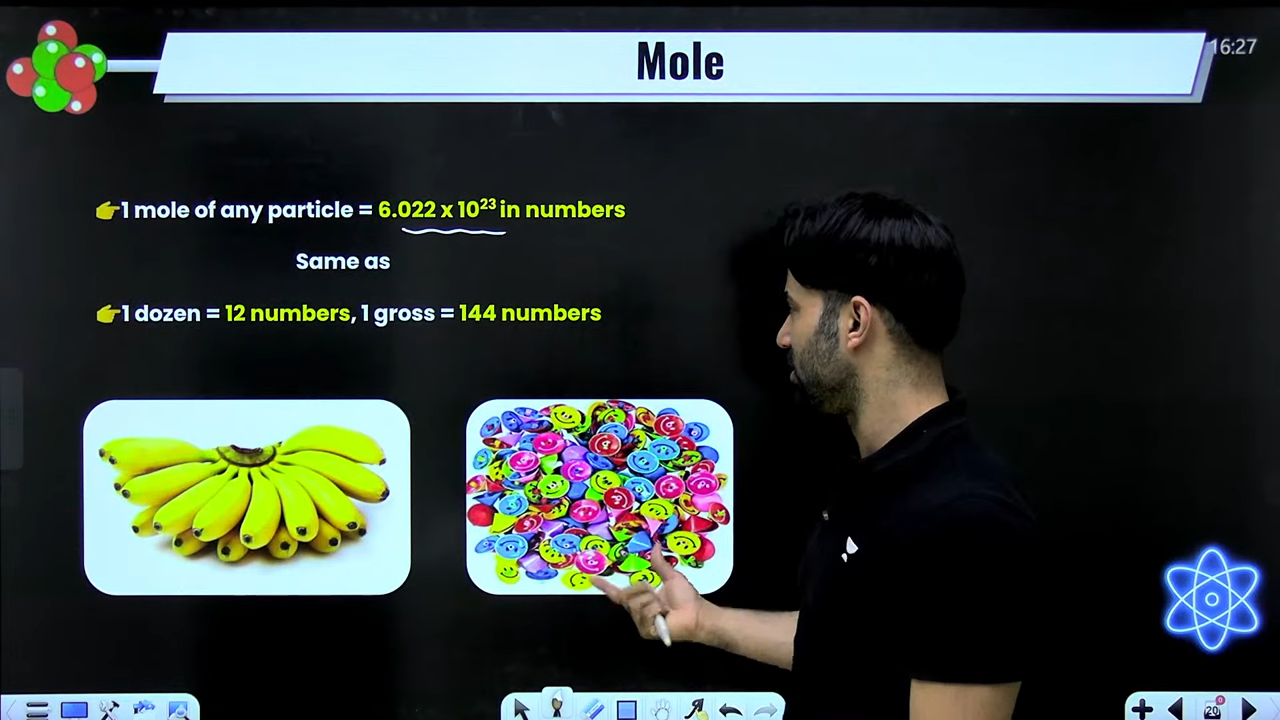 Mole
16:27
👉1 mole of any particle = 6.022 x 10²³ in numbers
Same as
👉1 dozen = 12 numbers, 1 gross = 144 numbers
20